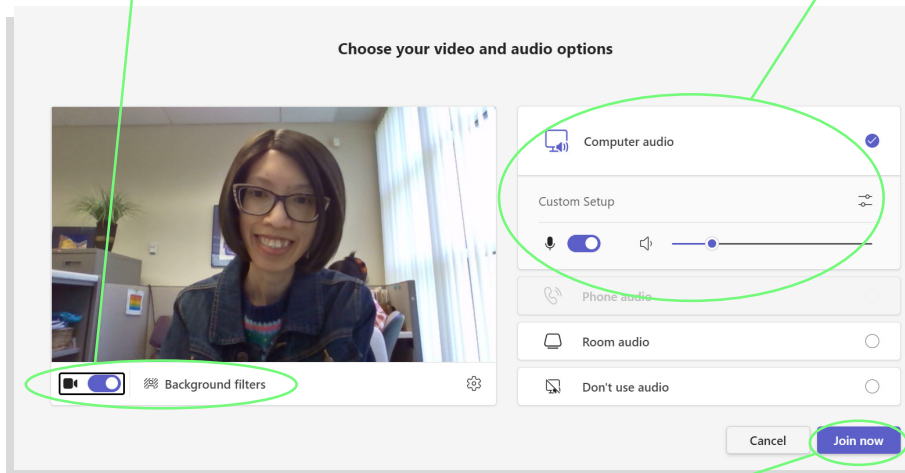 Choose your video and audio options
Computer audio
Custom Setup
Phone audio
Room audio
Background filters
Don't use audio
Cancel
Join now